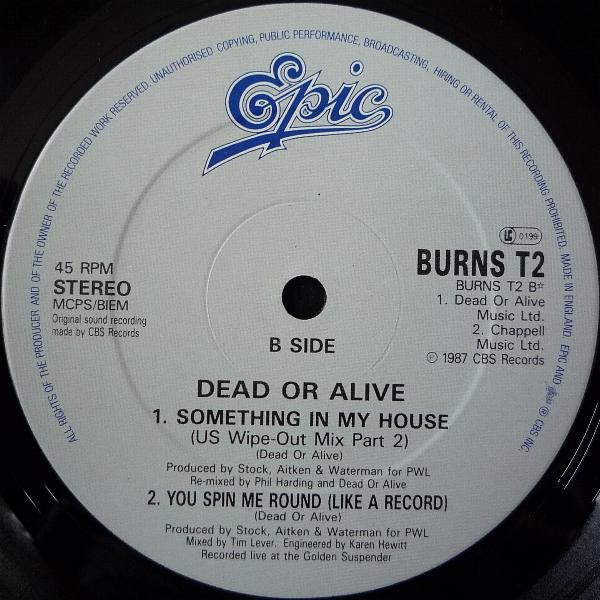 ALL RIGHTS OF THE PRODUCER AND OF THE OWNER OF THE RECORDED WORK RESERVED. UNAUTHORISED COPYING, PUBLIC PERFORMANCE, BROADCASTING, HIRING OR RENTAL OF THIS RECORDING PROHIBITED. MADE IN ENGLAND. EPIC AND Epic ® CBS INC.
Epic
45 RPM
STEREO
MCPS/BIEM
Original sound recording
made by CBS Records
LC 0199
BURNS T2
BURNS T2 B☆
1. Dead Or Alive
Music Ltd.
2. Chappell
Music Ltd.
℗ 1987 CBS Records
B SIDE
DEAD OR ALIVE
1. SOMETHING IN MY HOUSE
(US Wipe-Out Mix Part 2)
(Dead Or Alive)
Produced by Stock, Aitken & Waterman for PWL
Re-mixed by Phil Harding and Dead Or Alive
2. YOU SPIN ME ROUND (LIKE A RECORD)
(Dead Or Alive)
Produced by Stock, Aitken & Waterman for PWL
Mixed by Tim Lever. Engineered by Karen Hewitt
Recorded live at the Golden Suspender